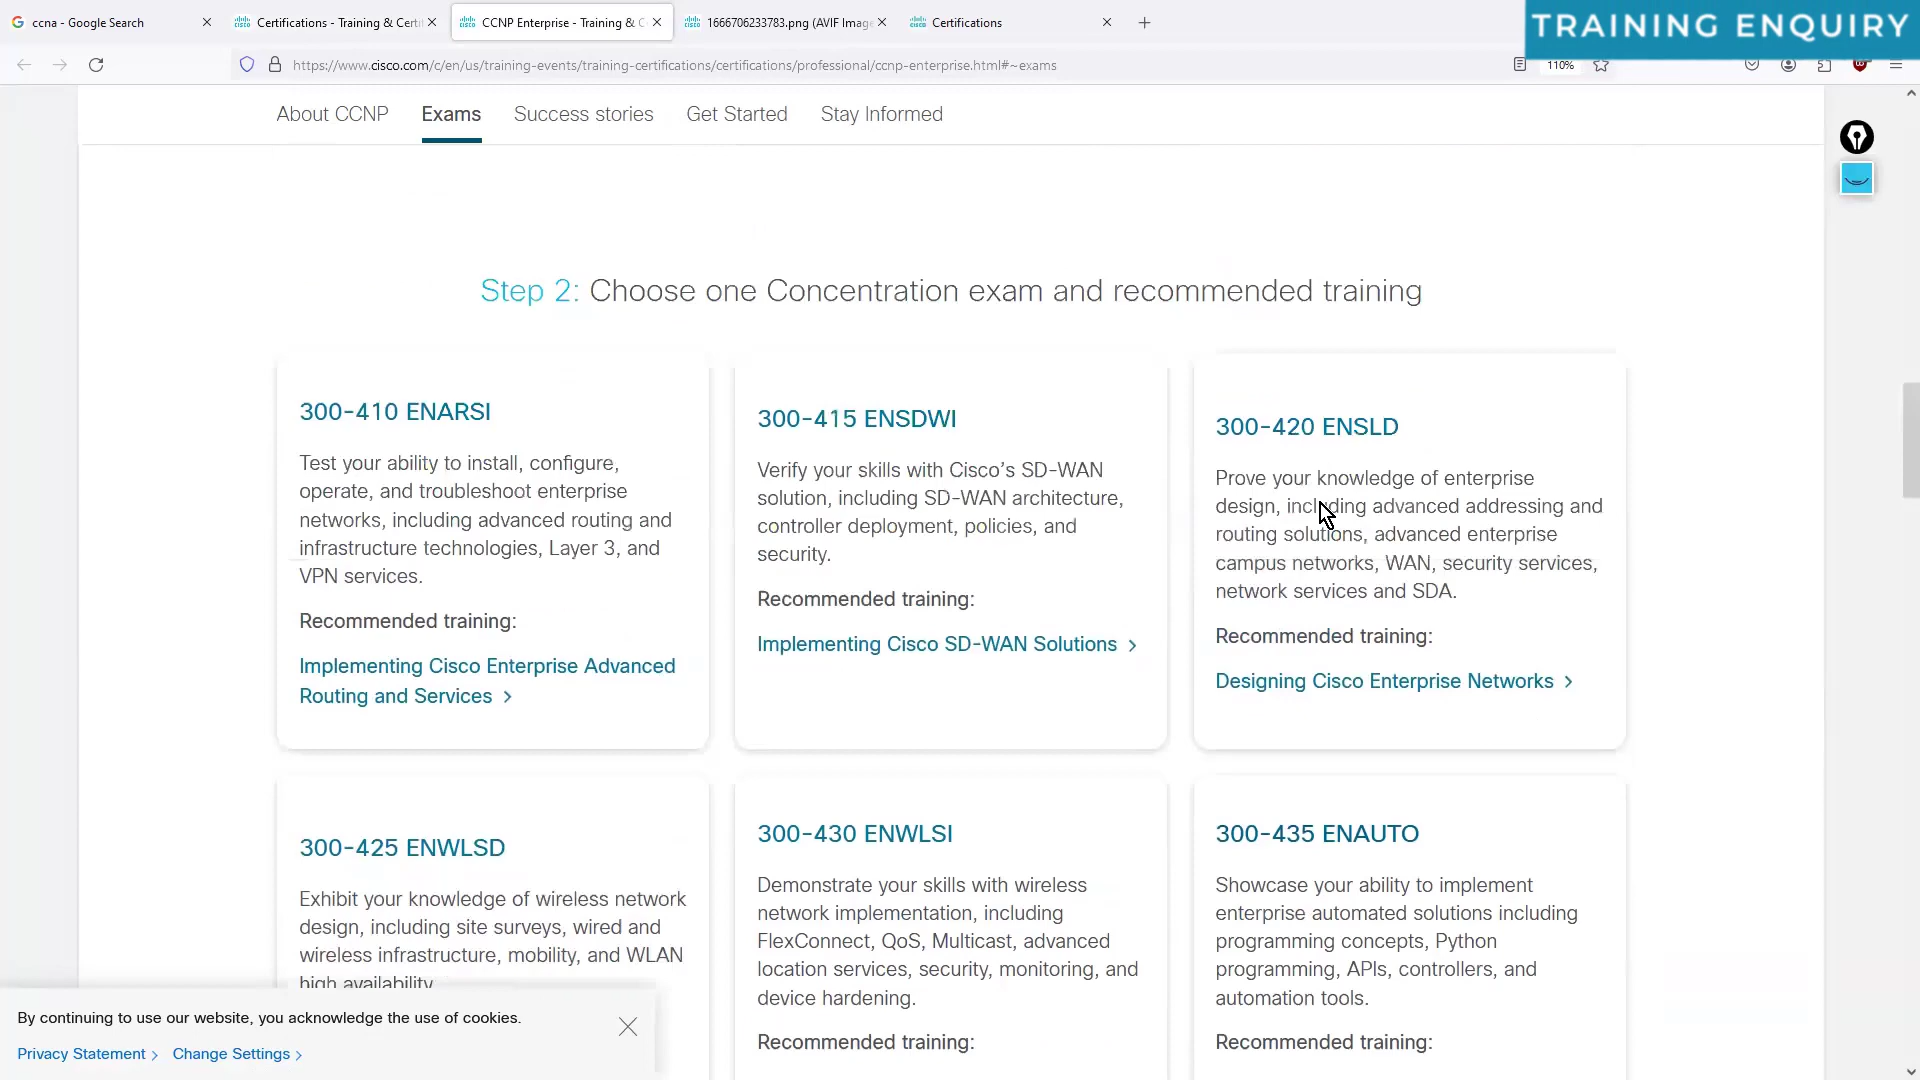 ccna - Google Search
Certifications - Training & Certi
CCNP Enterprise - Training & C
1666706233783.png (AVIF Imag
Certifications
TRAINING ENQUIRY
https://www.cisco.com/c/en/us/training-events/training-certifications/certifications/professional/ccnp-enterprise.html#~exams
110%
About CCNP
Exams
Success stories
Get Started
Stay Informed
Step 2: Choose one Concentration exam and recommended training
300-410 ENARSI
Test your ability to install, configure,
operate, and troubleshoot enterprise
networks, including advanced routing and
infrastructure technologies, Layer 3, and
VPN services.
Recommended training:
Implementing Cisco Enterprise Advanced
Routing and Services
300-415 ENSDWI
Verify your skills with Cisco’s SD-WAN
solution, including SD-WAN architecture,
controller deployment, policies, and
security.
Recommended training:
Implementing Cisco SD-WAN Solutions
300-420 ENSLD
Prove your knowledge of enterprise
design, including advanced addressing and
routing solutions, advanced enterprise
campus networks, WAN, security services,
network services and SDA.
Recommended training:
Designing Cisco Enterprise Networks
300-425 ENWLSD
Exhibit your knowledge of wireless network
design, including site surveys, wired and
wireless infrastructure, mobility, and WLAN
high availability
300-430 ENWLSI
Demonstrate your skills with wireless
network implementation, including
FlexConnect, QoS, Multicast, advanced
location services, security, monitoring, and
device hardening.
Recommended training:
300-435 ENAUTO
Showcase your ability to implement
enterprise automated solutions including
programming concepts, Python
programming, APIs, controllers, and
automation tools.
Recommended training:
By continuing to use our website, you acknowledge the use of cookies.
Privacy Statement
Change Settings